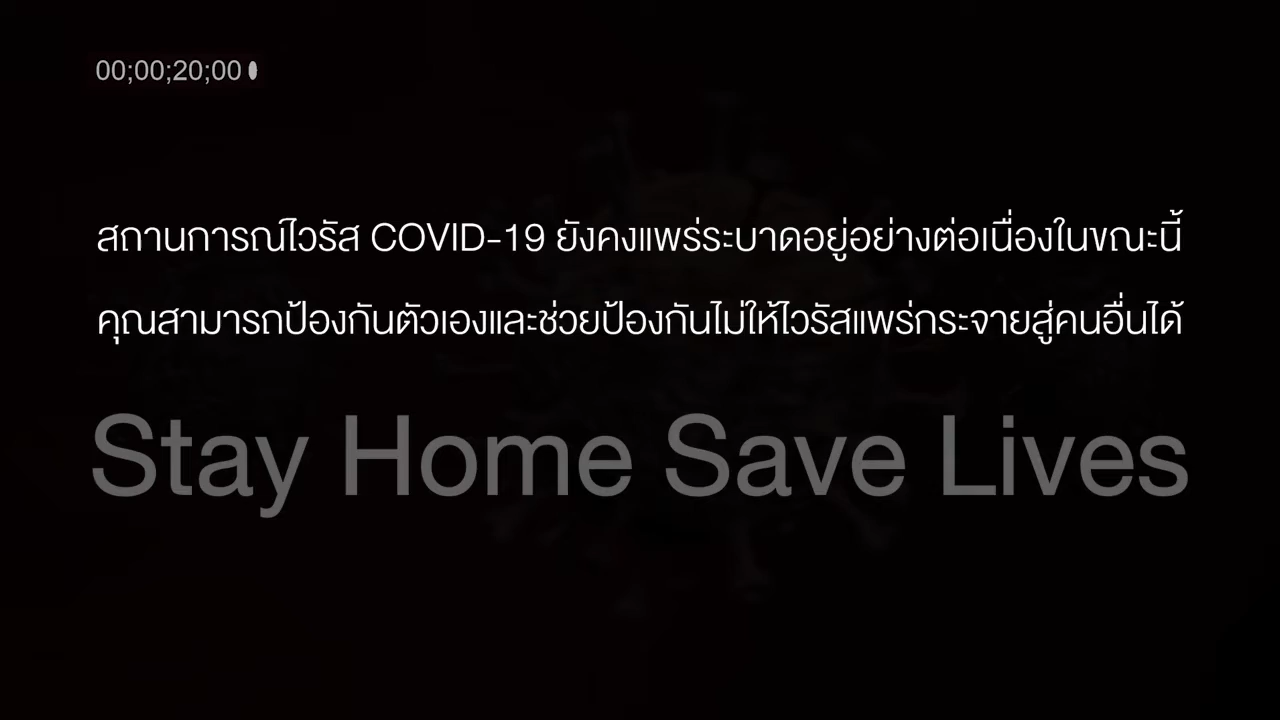 00;00;20;00
สถานการณ์ไวรัส COVID-19 ยังคงแพร่ระบาดอยู่อย่างต่อเนื่องในขณะนี้
คุณสามารถป้องกันตัวเองและช่วยป้องกันไม่ให้ไวรัสแพร่กระจายสู่คนอื่นได้
Stay Home Save Lives